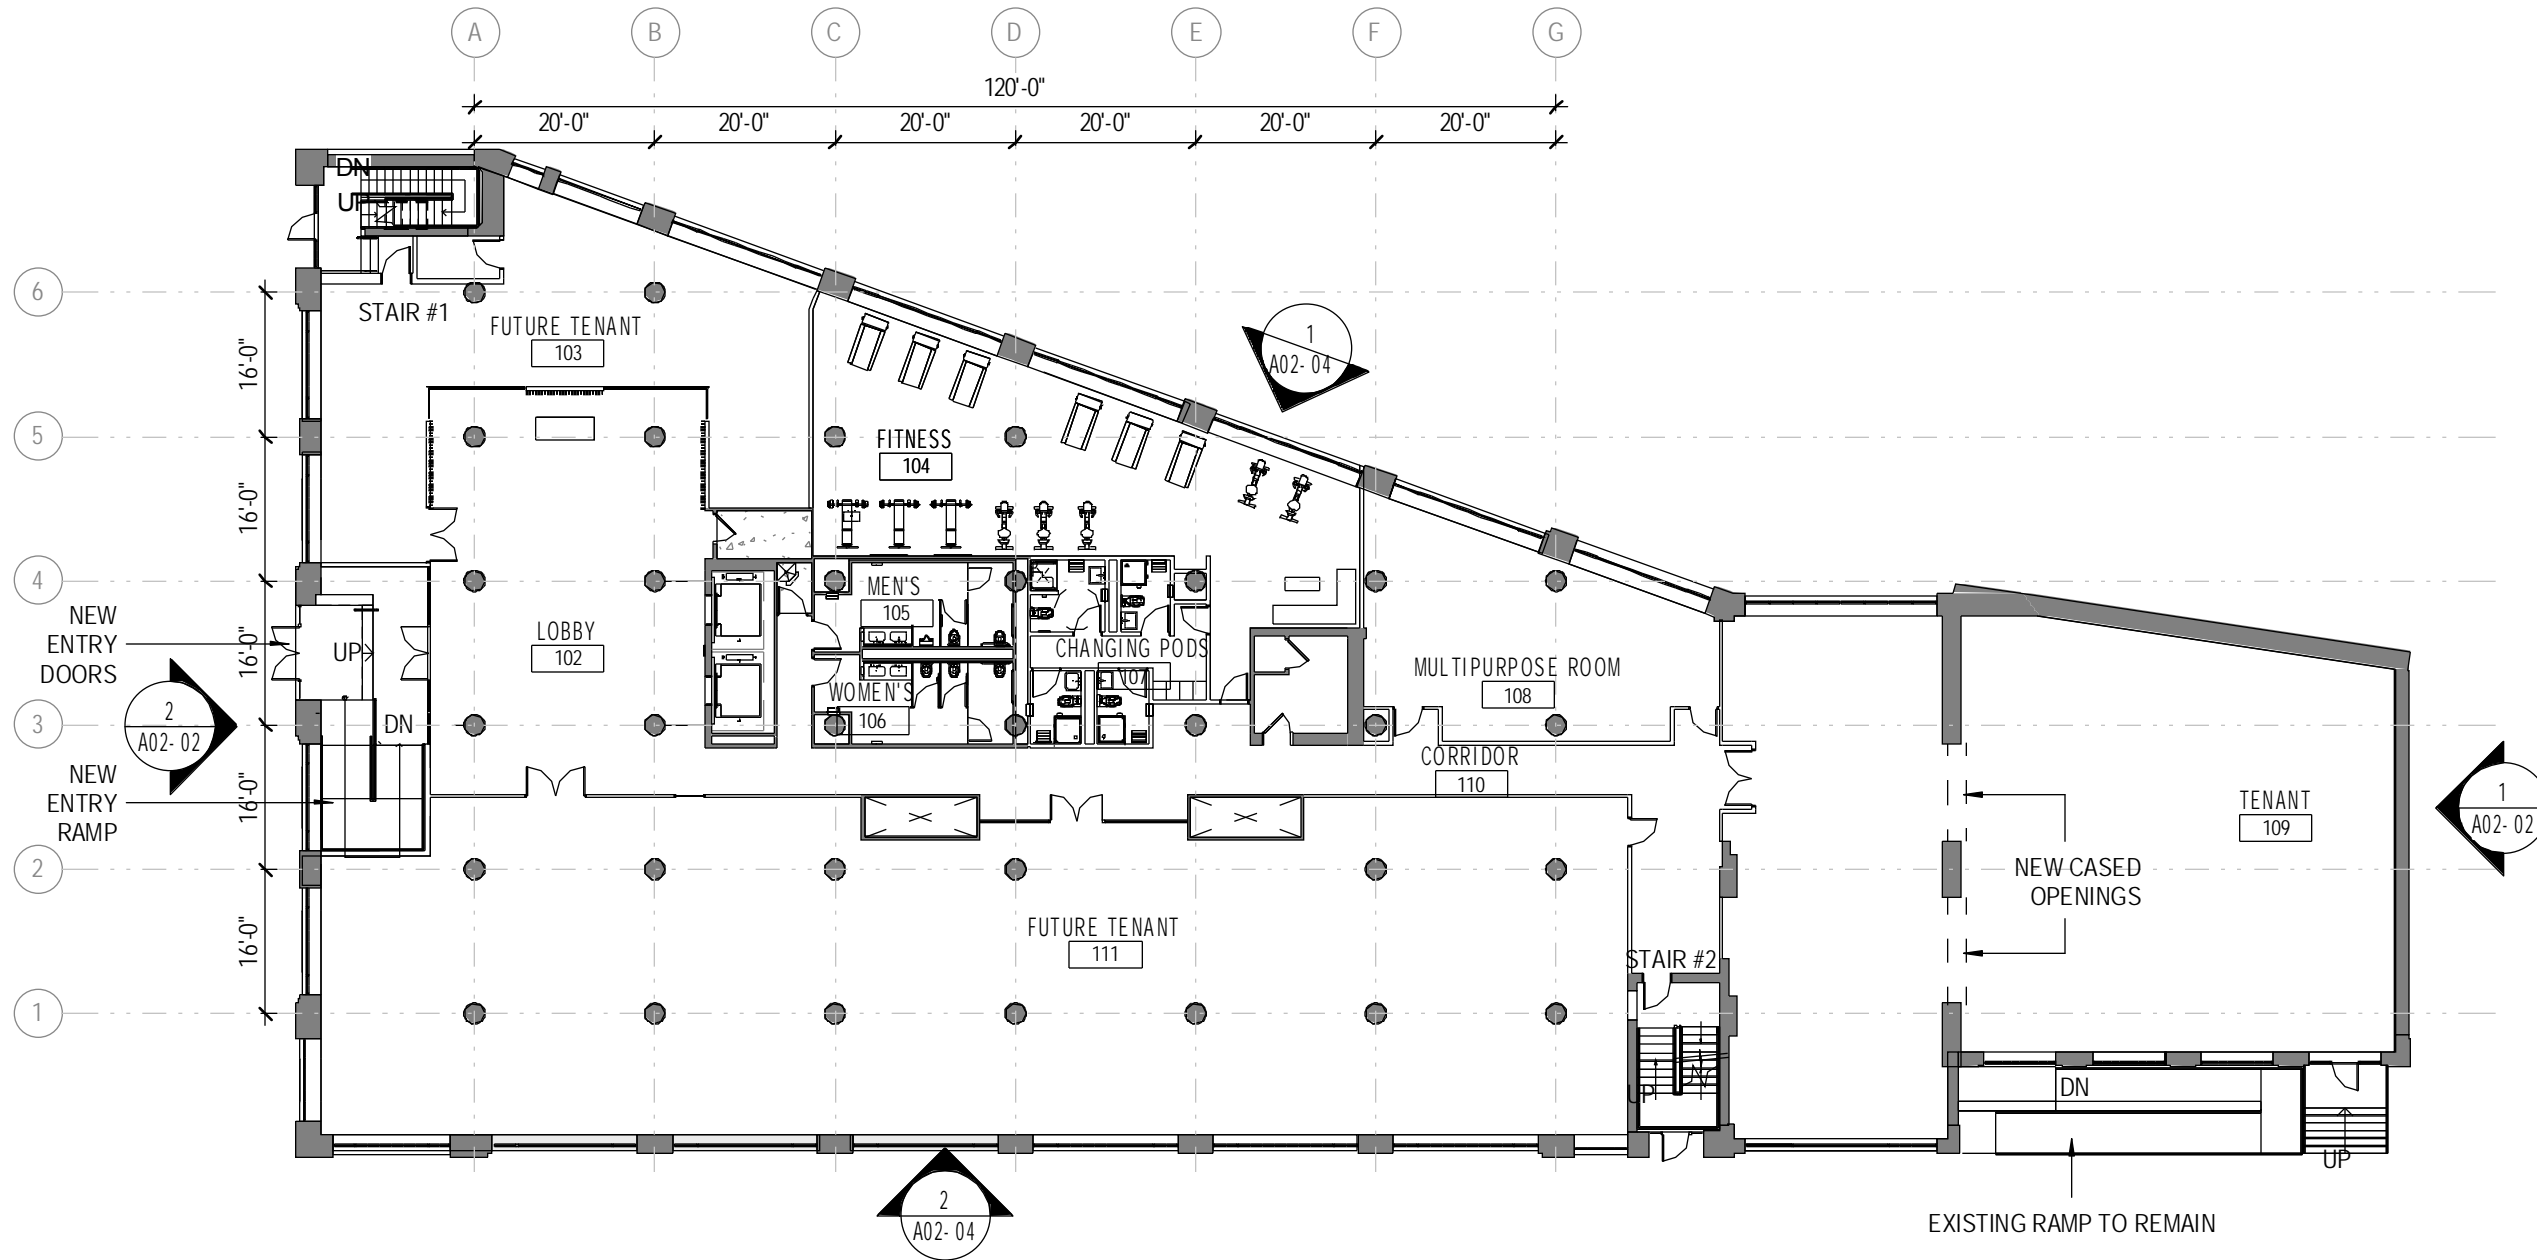 A B C D E F G
120'-0"
20'-0" 20'-0" 20'-0" 20'-0" 20'-0" 20'-0"
DN
UP
6
STAIR #1
FUTURE TENANT
103
1
A02- 04
16'-0"
5
FITNESS
104
16'-0"
4
NEW
ENTRY
DOORS
UP
16'-0"
LOBBY
102
MEN'S
105
CHANGING PODS
107
WOMEN'S
106
MULTIPURPOSE ROOM
108
3
2
A02- 02
DN
NEW
ENTRY
RAMP
16'-0"
CORRIDOR
110
TENANT
109
1
A02- 02
2
NEW CASED
OPENINGS
16'-0"
FUTURE TENANT
111
STAIR #2
1
UP
DN
UP
2
A02- 04
EXISTING RAMP TO REMAIN